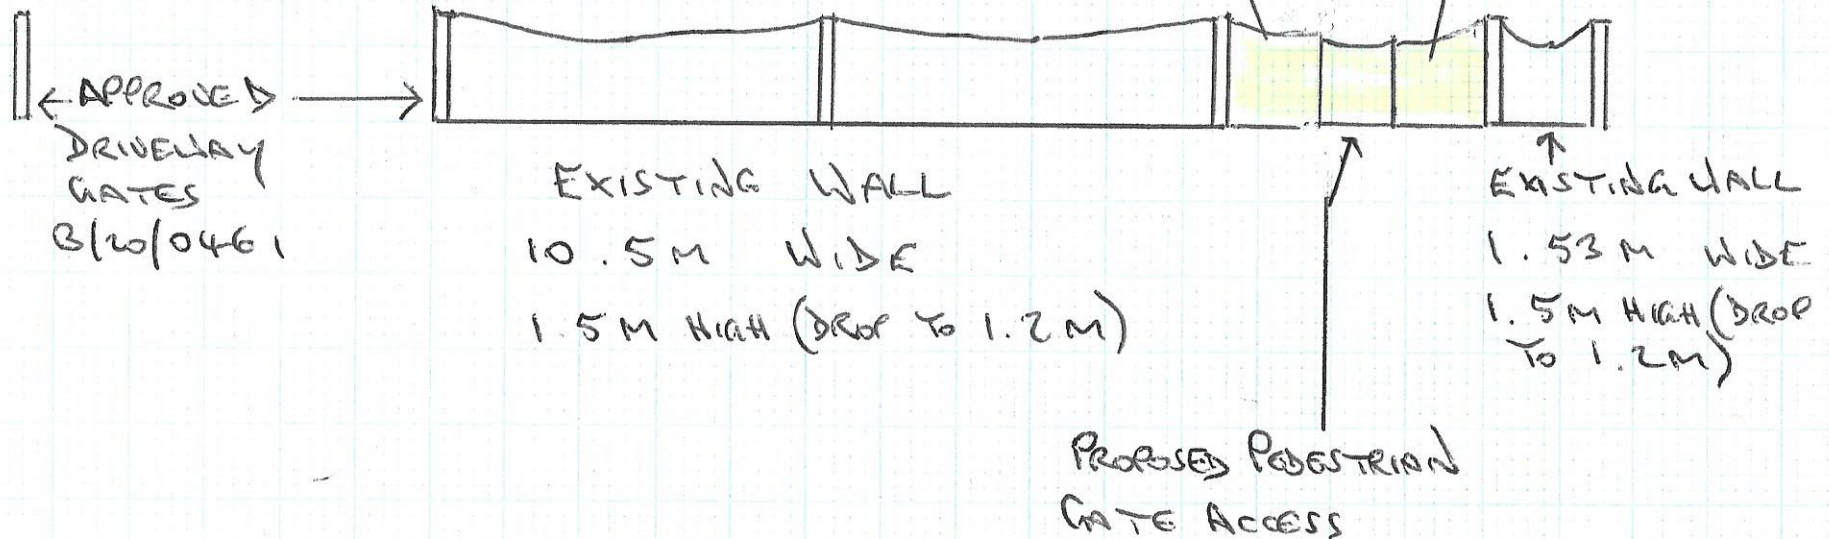 APPROVED
DRIVEWAY
GATES
3/20/0461
EXISTING WALL
10.5M WIDE
1.5M HIGH (DROP TO 1.2M)
EXISTING WALL
1.53M WIDE
1.5M HIGH (DROP
TO 1.2M)
PROPOSED PEDESTRIAN
GATE ACCESS